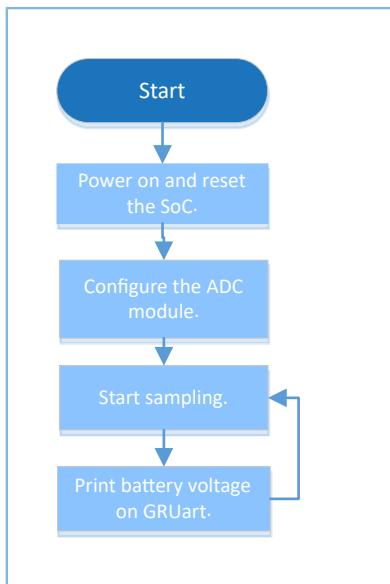 Start
Power on and reset
the SoC.
Configure the ADC
module.
Start sampling.
Print battery voltage
on GRUart.